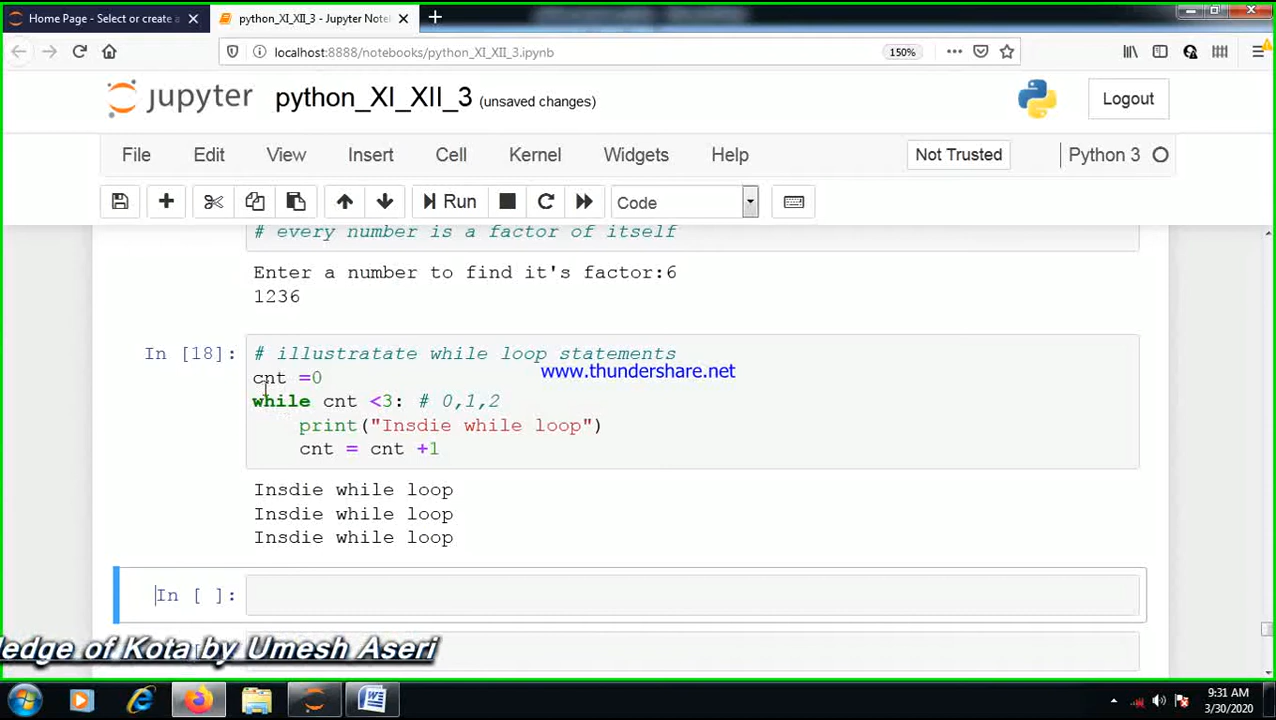 Home Page - Select or create a
python_XI_XII_3 - Jupyter Note
localhost:8888/notebooks/python_XI_XII_3.ipynb
150%
jupyter python_XI_XII_3 (unsaved changes)
Logout
File Edit View Insert Cell Kernel Widgets Help
Not Trusted
Python 3
Run
Code
# every number is a factor of itself
Enter a number to find it's factor:6
1236
In [18]: # illustratate while loop statements
www.thundershare.net
cnt =0
while cnt <3: # 0,1,2
print("Insdie while loop")
cnt = cnt +1
Insdie while loop
Insdie while loop
Insdie while loop
In [ ]:
ledge of Kota by Umesh Aseri
9:31 AM
3/30/2020